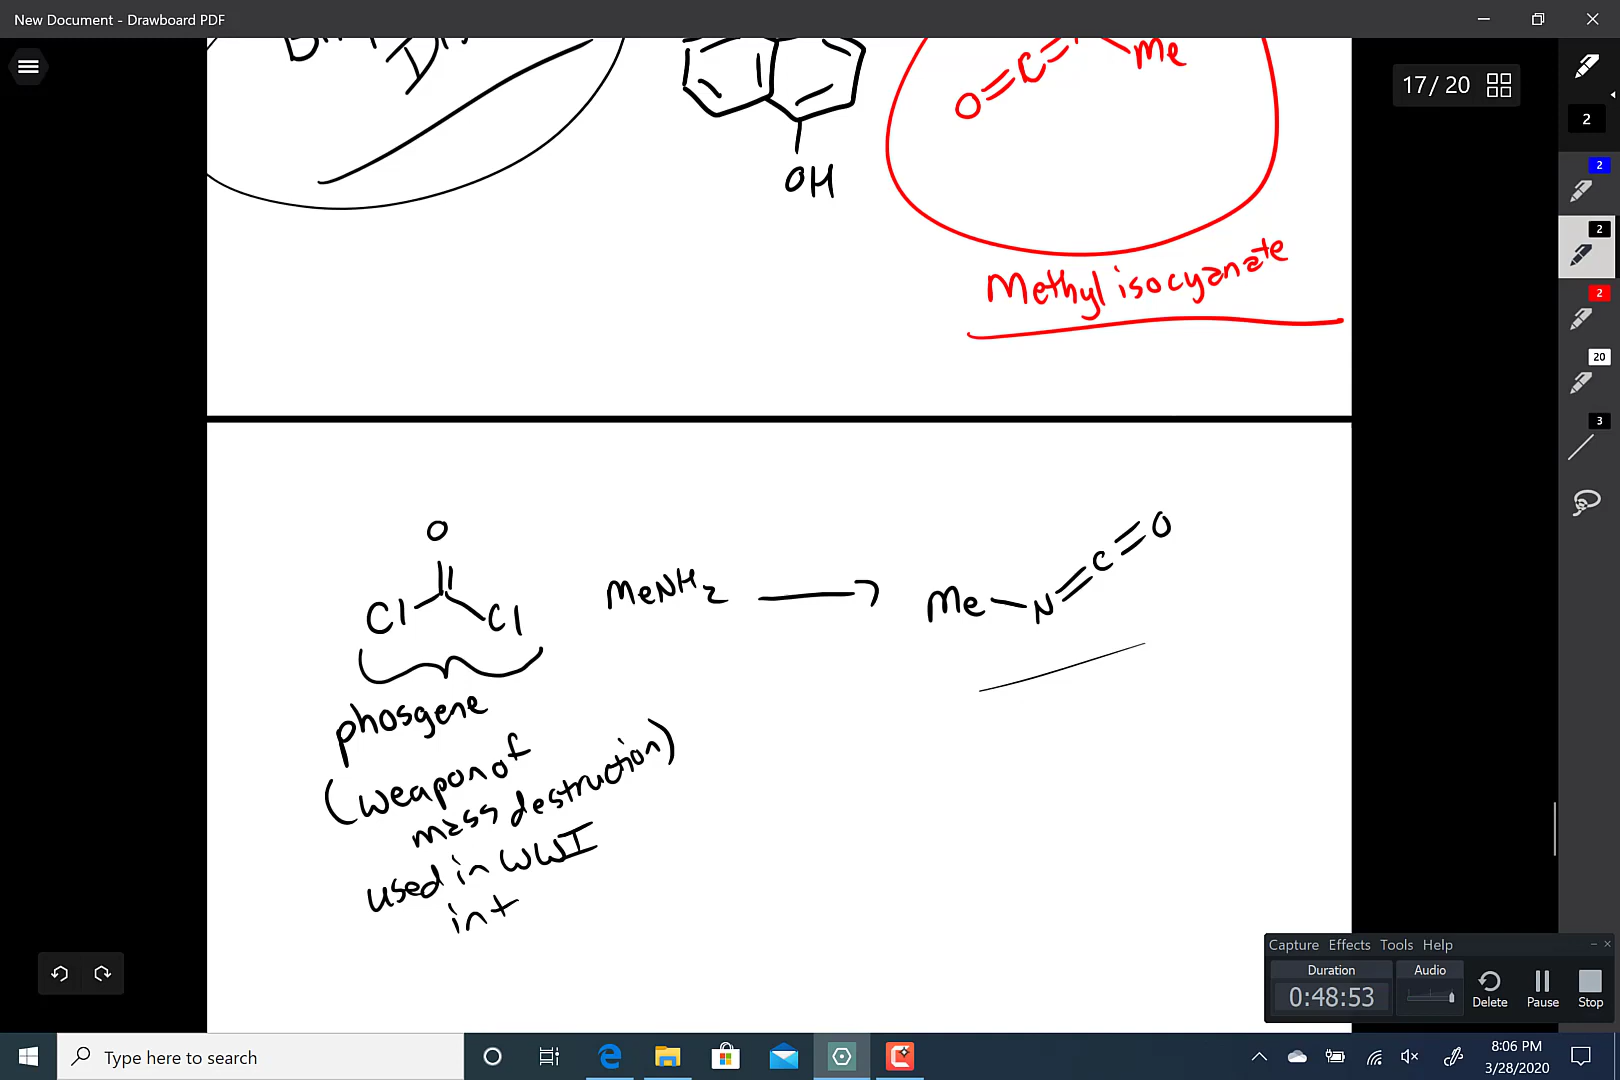 New Document - Drawboard PDF
17 / 20
2
2
2
2
20
3
O=C= Me
OH
Methyl isocyanate
O
Cl Cl
MeNH2 → Me-N=C=O
phosgene
(weapon of
mass destruction)
used in WWI
in t
Capture Effects Tools Help
Duration
Audio
0:48:53
Delete
Pause
Stop
Type here to search
8:06 PM
3/28/2020